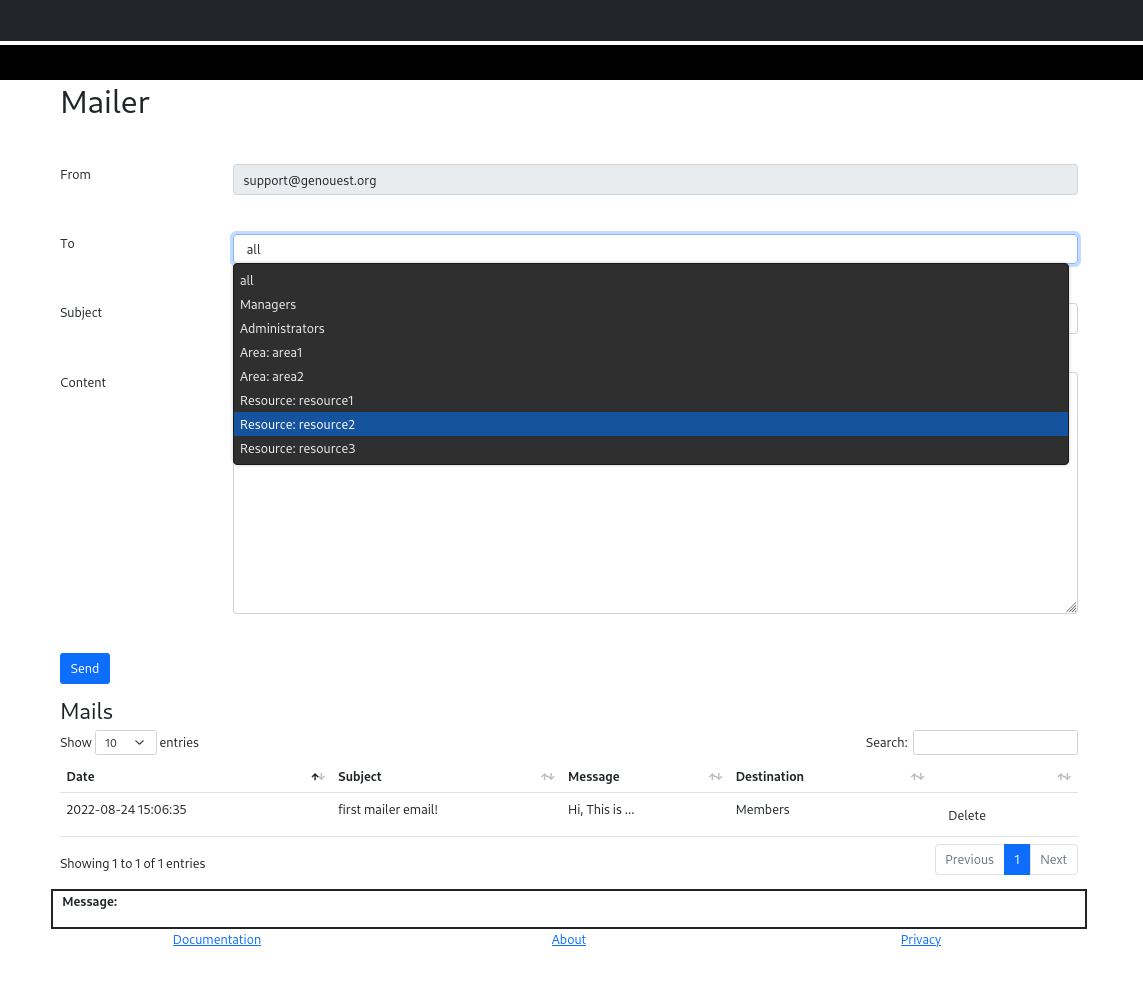 Mailer
From
support@genouest.org
To
all
all
Managers
Administrators
Area: area1
Area: area2
Resource: resource1
Resource: resource2
Resource: resource3
Subject
Content
Send
Mails
Show 10 entries
Search:
Date Subject Message Destination
2022-08-24 15:06:35 first mailer email! Hi, This is ... Members Delete
Showing 1 to 1 of 1 entries
Previous 1 Next
Message:
Documentation About Privacy